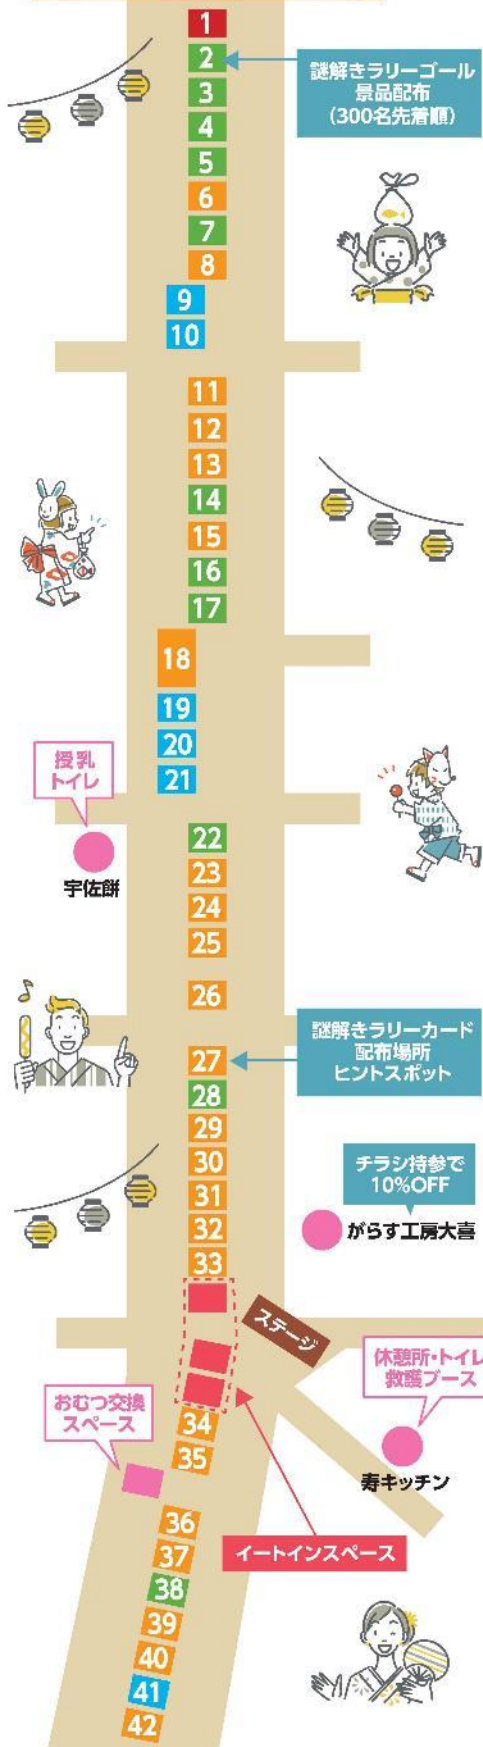 1
2
謎解きラリーゴール
景品配布
(300名先着順)
3
4
5
6
7
8
9
10
11
12
13
14
15
16
17
18
19
20
21
授乳
トイレ
宇佐餅
22
23
24
25
26
謎解きラリーカード
配布場所
ヒントスポット
27
28
29
30
31
32
33
チラシ持参で
10%OFF
がらす工房大喜
ステージ
休憩所・トイレ
救護ブース
寿キッチン
おむつ交換
スペース
34
35
イートインスペース
36
37
38
39
40
41
42